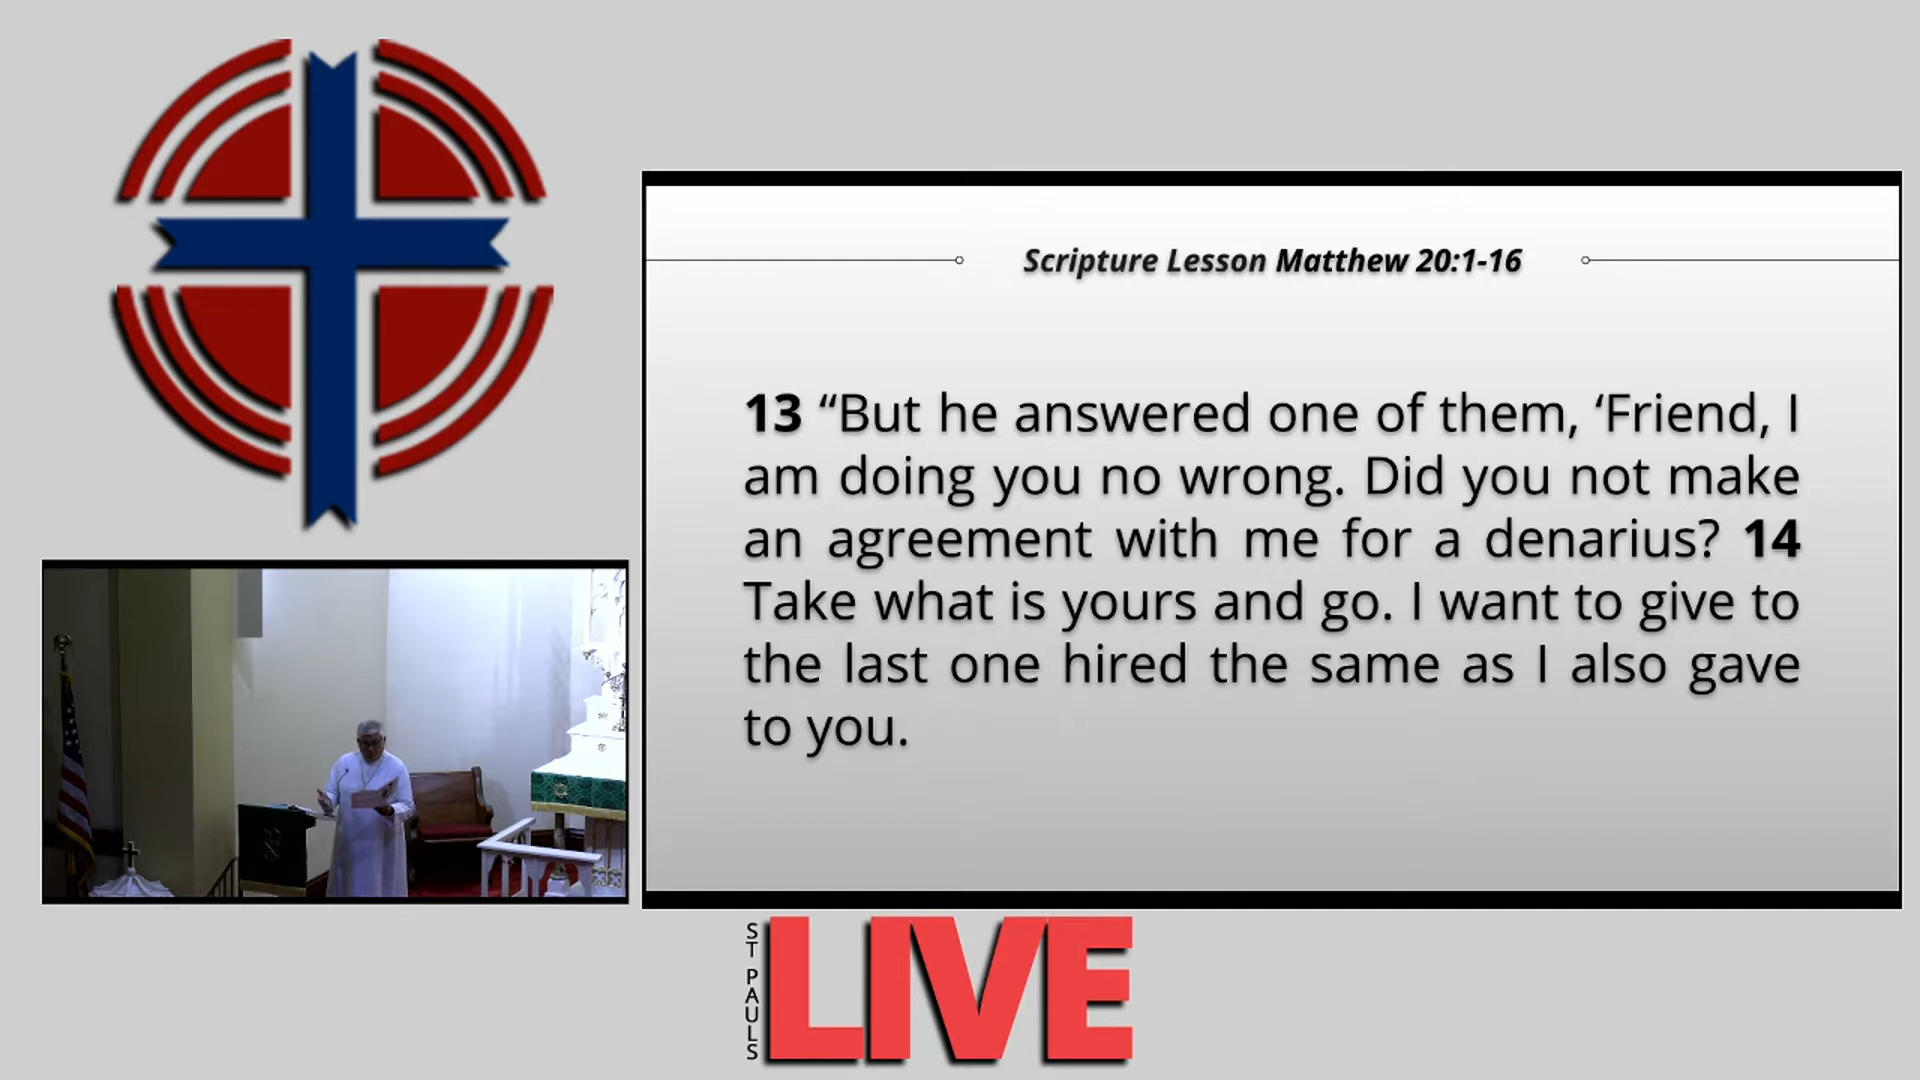 Scripture Lesson Matthew 20:1-16
13 “But he answered one of them, ‘Friend, I
am doing you no wrong. Did you not make
an agreement with me for a denarius? 14
Take what is yours and go. I want to give to
the last one hired the same as I also gave
to you.
ST PAULS
LIVE